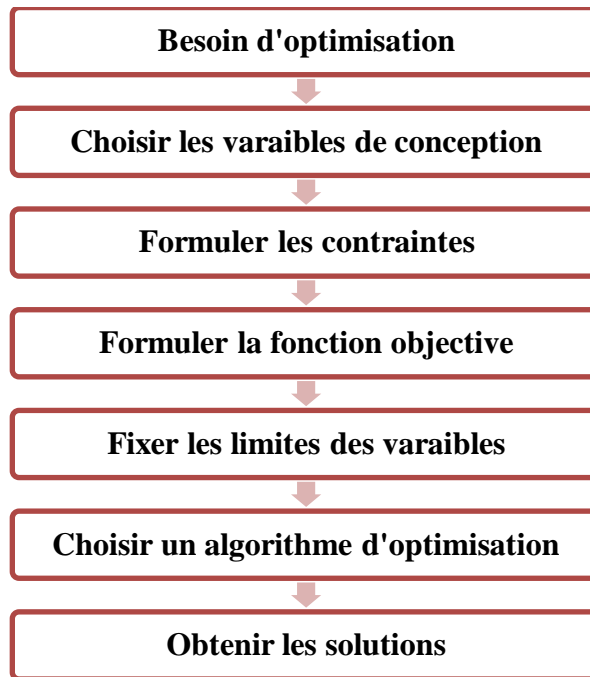 Besoin d'optimisation
Choisir les varaibles de conception
Formuler les contraintes
Formuler la fonction objective
Fixer les limites des varaibles
Choisir un algorithme d'optimisation
Obtenir les solutions